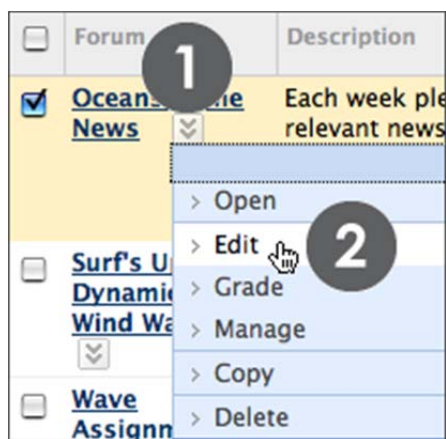 Forum Description
1
Oceans Each week ple
News relevant news
Open
Edit
2
Surf's U
Grade
Dynami
Manage
Wind Wa
Copy
Wave
Delete
Assignm